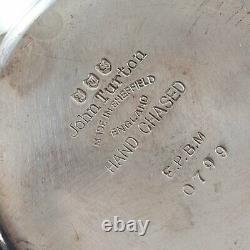 John Turton
MADE IN SHEFFIELD
ENGLAND
HAND CHASED
E.P.B.M
0799